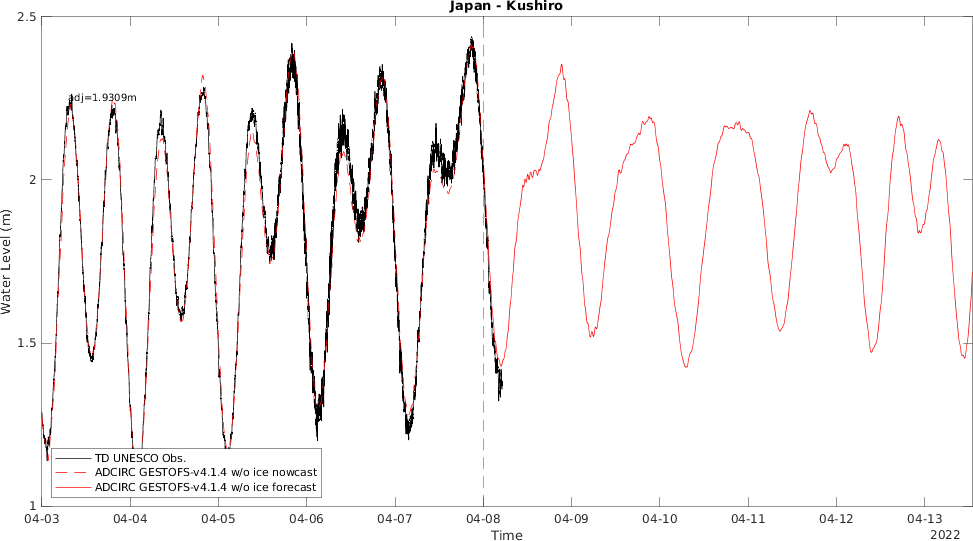 Japan - Kushiro
2.5
adj=1.9309m
2
Water Level (m)
1.5
TD UNESCO Obs.
ADCIRC GESTOFS-v4.1.4 w/o ice nowcast
ADCIRC GESTOFS-v4.1.4 w/o ice forecast
1
04-03 04-04 04-05 04-06 04-07 04-08 04-09 04-10 04-11 04-12 04-13
Time
2022